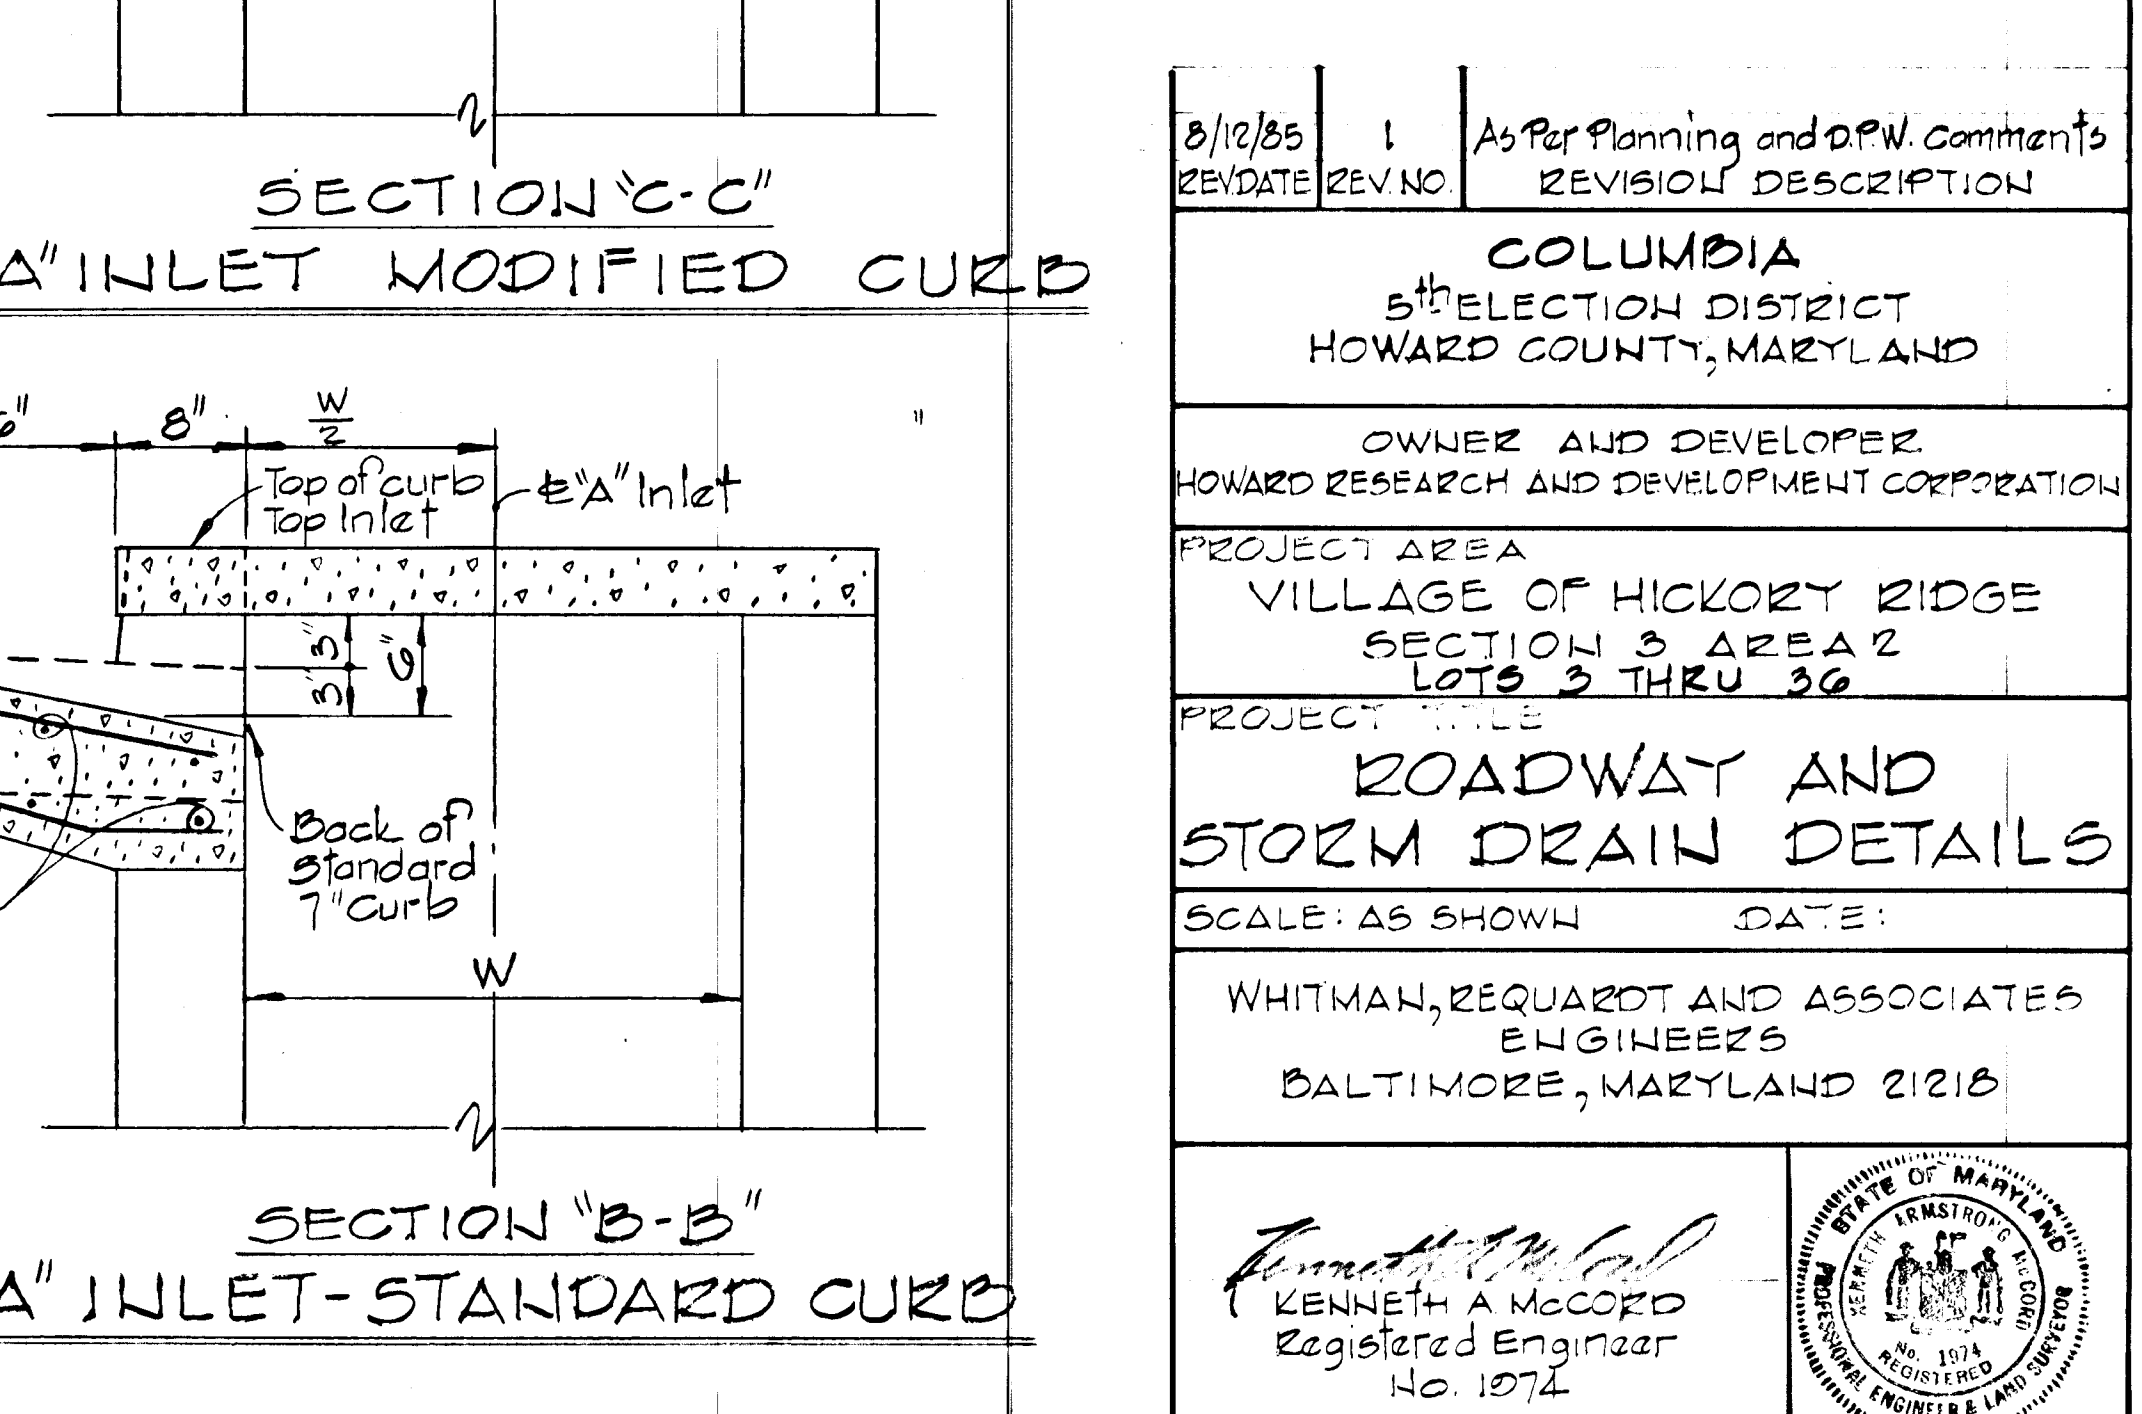 SECTION "C-C"
A" INLET MODIFIED CURB
6"
8"
W
2
"
Top of curb
Top Inlet
℄ "A" Inlet
3"
3"
6"
Back of
Standard
7" Curb
W
SECTION "B-B"
A" INLET-STANDARD CURB
8/12/85 1 As Per Planning and D.P.W. Comments
REV.DATE REV. NO. REVISION DESCRIPTION
COLUMBIA
5th ELECTION DISTRICT
HOWARD COUNTY, MARYLAND
OWNER AND DEVELOPER
HOWARD RESEARCH AND DEVELOPMENT CORPORATION
PROJECT AREA
VILLAGE OF HICKORY RIDGE
SECTION 3 AREA 2
LOTS 3 THRU 36
PROJECT TITLE
ROADWAY AND
STORM DRAIN DETAILS
SCALE: AS SHOWN DATE:
WHITMAN, REQUARDT AND ASSOCIATES
ENGINEERS
BALTIMORE, MARYLAND 21218
Kenneth A McCord
KENNETH A McCORD
Registered Engineer
No. 1974
STATE OF MARYLAND
KENNETH ARMSTRONG McCORD
No. 1974
REGISTERED
PROFESSIONAL ENGINEER & LAND SURVEYOR